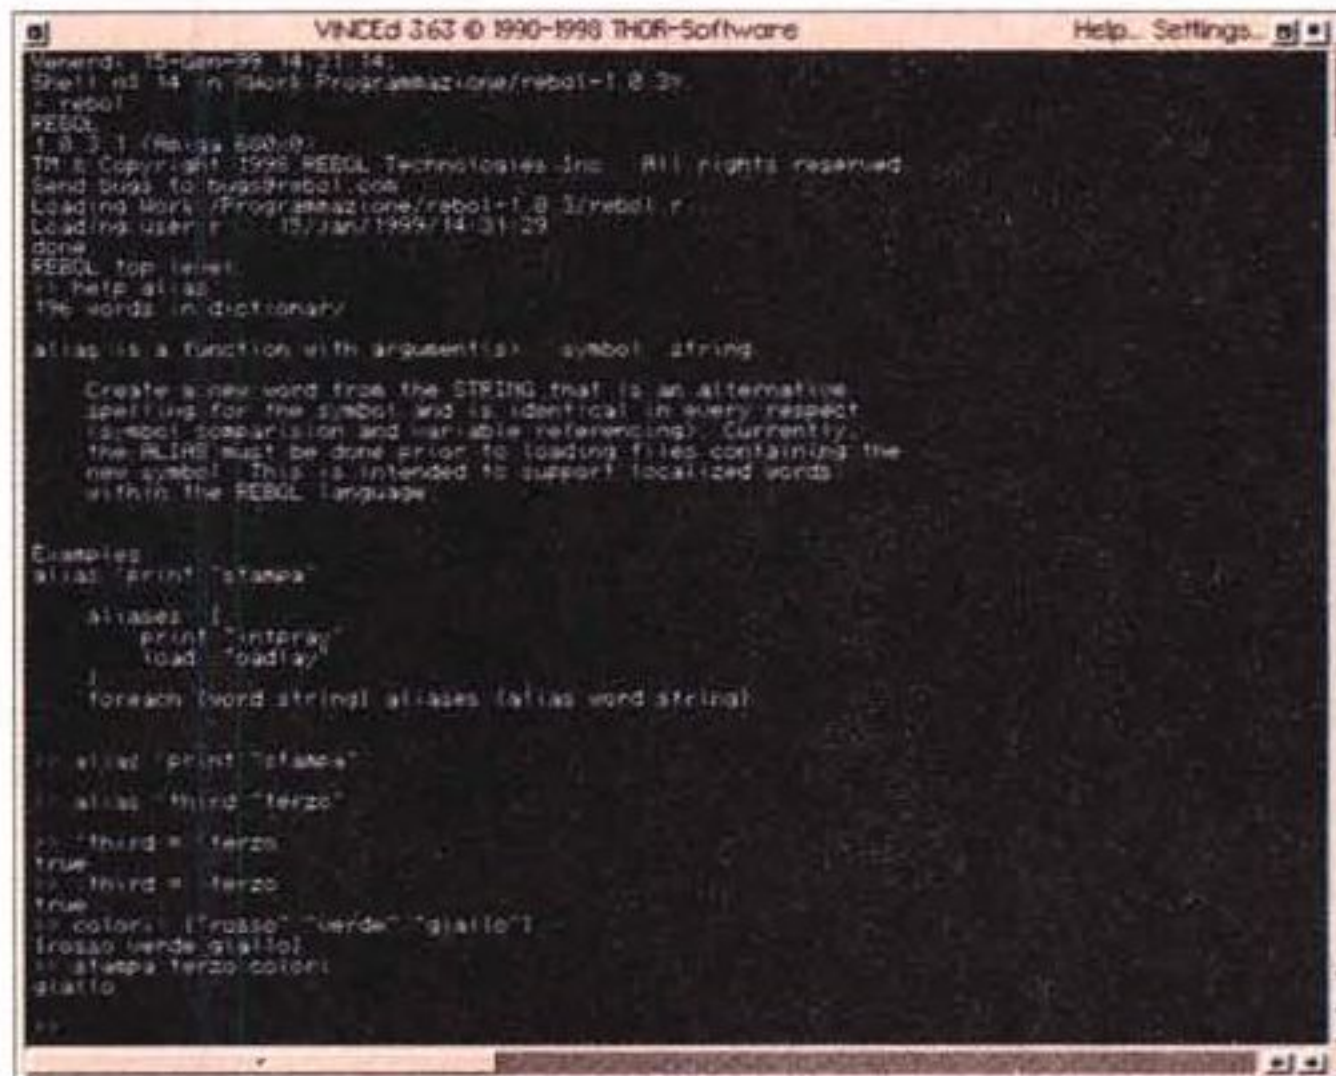 VINCEd 3.63 © 1990-1998 THOR-Software Help... Settings...
Venerdì 15-Gen-99 14:31:14
Shell n5 14 in <Work:Programmazione/rebol-1.0.3>
> rebol
REBOL
1.0.3.1 (Amiga 680x0)
TM & Copyright 1998 REBOL Technologies Inc. All rights reserved
Send bugs to bugs@rebol.com
Loading Work:/Programmazione/rebol-1.0.3/rebol.r...
Loading user.r... 15/Jan/1999/14:31:29
done
REBOL top level
>> help alias
196 words in dictionary
alias is a function with argument(s): symbol string
Create a new word from the STRING that is an alternative
spelling for the symbol and is identical in every respect
(symbol comparision and variable referencing). Currently,
the ALIAS must be done prior to loading files containing the
new symbol. This is intended to support localized words
within the REBOL language
Examples
alias 'print "stampa"
aliases: [
print "intpray"
load "oadlay"
]
foreach [word string] aliases [alias word string]
>> alias 'print "stampa"
>> alias 'third "terzo"
>> 'third = 'terzo
true
>> 'third = 'terzo
true
>> colori: ["rosso" "verde" "giallo"]
[rosso verde giallo]
>> stampa terzo colori
giallo
>>